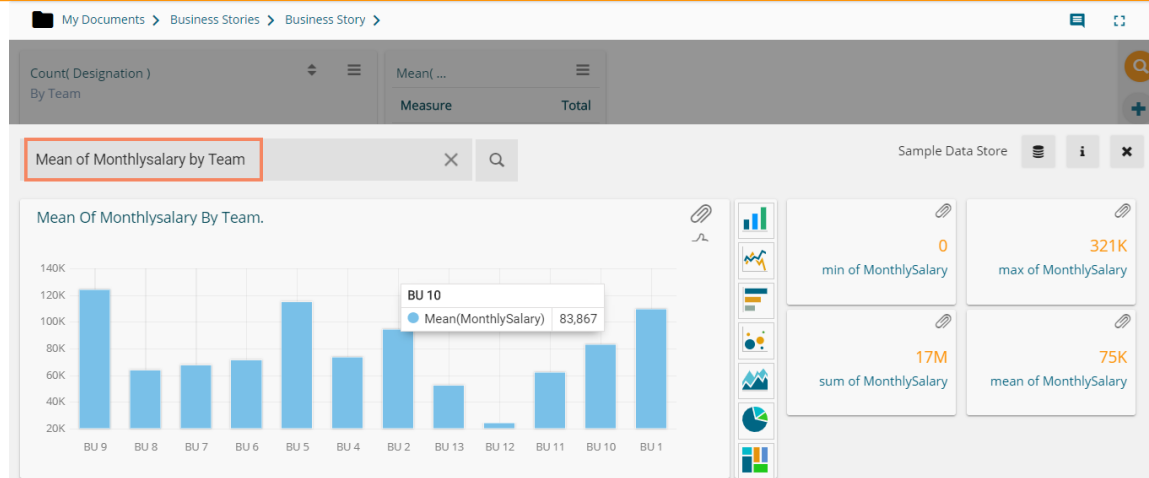 My Documents > Business Stories > Business Story >
Count( Designation )
By Team
Mean( ...
Measure Total
Mean of Monthlysalary by Team
Sample Data Store
i
Mean Of Monthlysalary By Team.
140K
120K
100K
80K
60K
40K
20K
BU 10
Mean(MonthlySalary) 83,867
BU 9 BU 8 BU 7 BU 6 BU 5 BU 4 BU 2 BU 13 BU 12 BU 11 BU 10 BU 1
0
min of MonthlySalary
321K
max of MonthlySalary
17M
sum of MonthlySalary
75K
mean of MonthlySalary